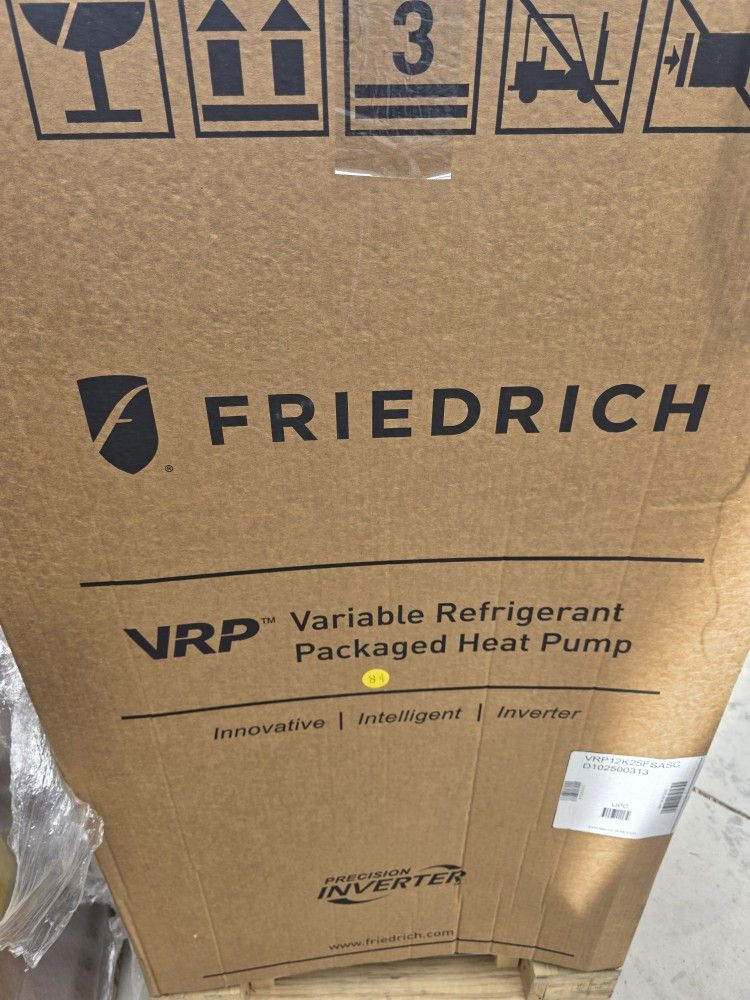 3
FRIEDRICH
®
VRP™ Variable Refrigerant
Packaged Heat Pump
84
Innovative | Intelligent | Inverter
VRP12K25FSASC
D102500313
UPC
PRECISION
INVERTER
www.friedrich.com